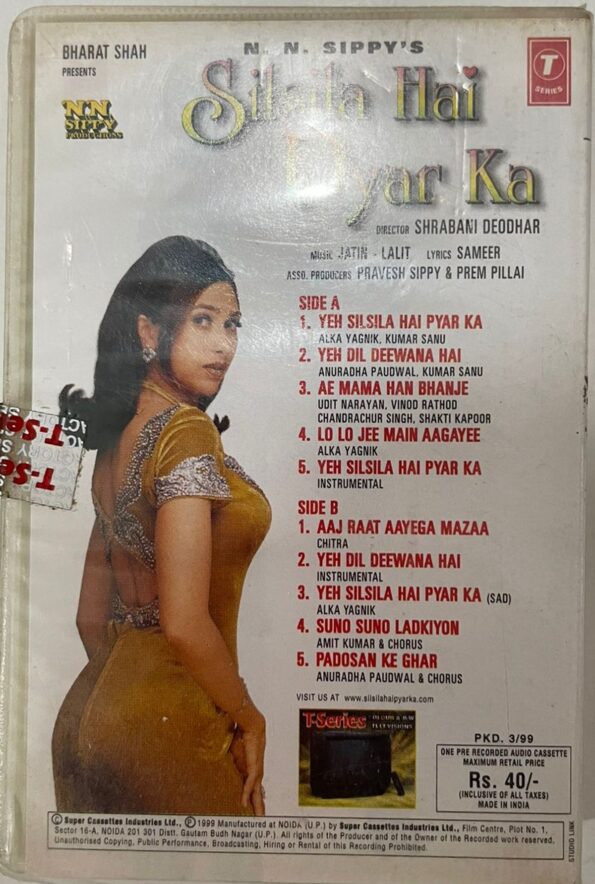 BHARAT SHAH
PRESENTS
N. N. SIPPY'S
NN
SIPPY
PRODUCTIONS
Silsila Hai
Pyar Ka
T
SERIES
DIRECTOR SHRABANI DEODHAR
MUSIC JATIN - LALIT LYRICS SAMEER
ASSO. PRODUCERS PRAVESH SIPPY & PREM PILLAI
SIDE A
1. YEH SILSILA HAI PYAR KA
ALKA YAGNIK, KUMAR SANU
2. YEH DIL DEEWANA HAI
ANURADHA PAUDWAL, KUMAR SANU
3. AE MAMA HAN BHANJE
UDIT NARAYAN, VINOD RATHOD
CHANDRACHUR SINGH, SHAKTI KAPOOR
4. LO LO JEE MAIN AAGAYEE
ALKA YAGNIK
5. YEH SILSILA HAI PYAR KA
INSTRUMENTAL
SIDE B
1. AAJ RAAT AAYEGA MAZAA
CHITRA
2. YEH DIL DEEWANA HAI
INSTRUMENTAL
3. YEH SILSILA HAI PYAR KA (SAD)
ALKA YAGNIK
4. SUNO SUNO LADKIYON
AMIT KUMAR & CHORUS
5. PADOSAN KE GHAR
ANURADHA PAUDWAL & CHORUS
VISIT US AT www.silsilahaipyarka.com
T-Series COLOUR & B/W
TELEVISIONS
PKD. 3/99
ONE PRE RECORDED AUDIO CASSETTE
MAXIMUM RETAIL PRICE
Rs. 40/-
(INCLUSIVE OF ALL TAXES)
MADE IN INDIA
© Super Cassettes Industries Ltd., ℗ 1999 Manufactured at NOIDA (U.P.) by Super Cassettes Industries Ltd., Film Centre, Plot No. 1,
Sector 16-A, NOIDA 201 301 Distt. Gautam Budh Nagar (U.P.). All rights of the Producer and of the Owner of the Recorded work reserved.
Unauthorised Copying, Public Performance, Broadcasting, Hiring or Rental of this Recording Prohibited.
STUDIO LINK
T-Se
T-Se